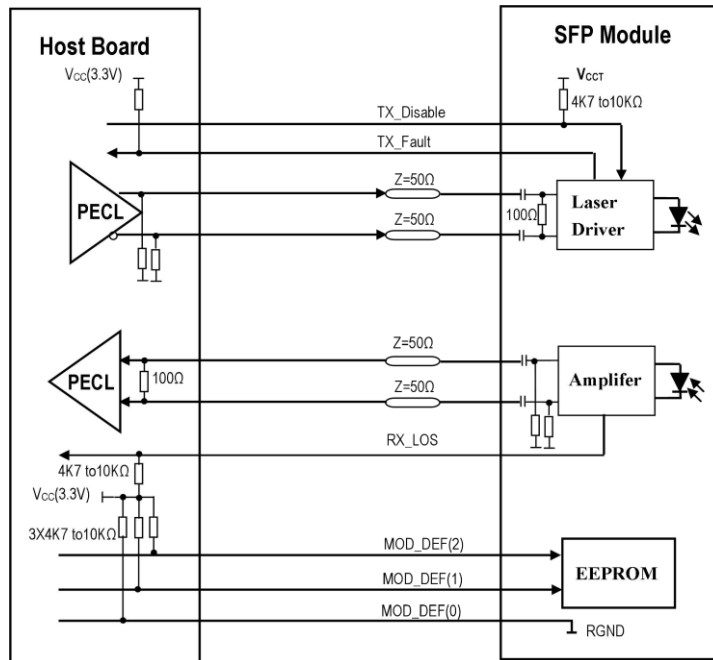 Host Board
SFP Module
Vcc(3.3V)
VCCT
4K7 to10KΩ
TX_Disable
TX_Fault
PECL
Z=50Ω
Z=50Ω
100Ω
Laser
Driver
PECL
100Ω
Z=50Ω
Z=50Ω
Amplifer
RX_LOS
4K7 to10KΩ
Vcc(3.3V)
3X4K7 to10KΩ
MOD_DEF(2)
MOD_DEF(1)
EEPROM
MOD_DEF(0)
RGND